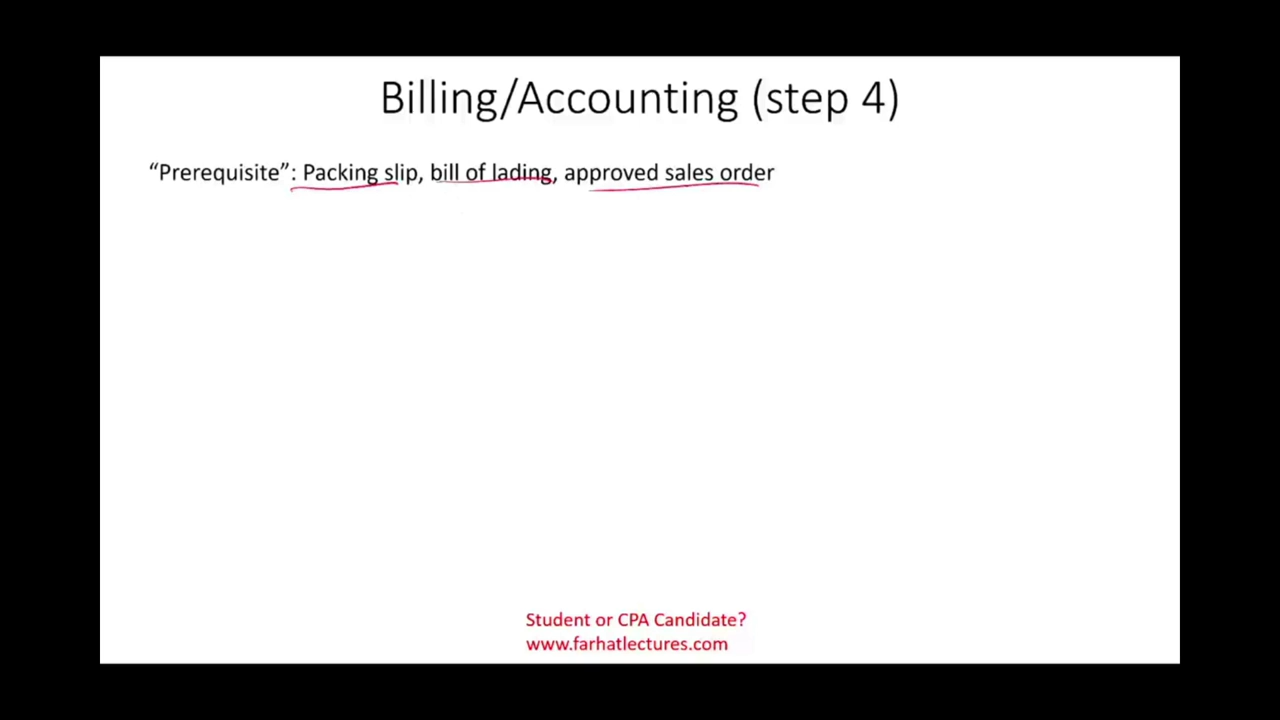 Billing/Accounting (step 4)
“Prerequisite”: Packing slip, bill of lading, approved sales order
Student or CPA Candidate?
www.farhatlectures.com